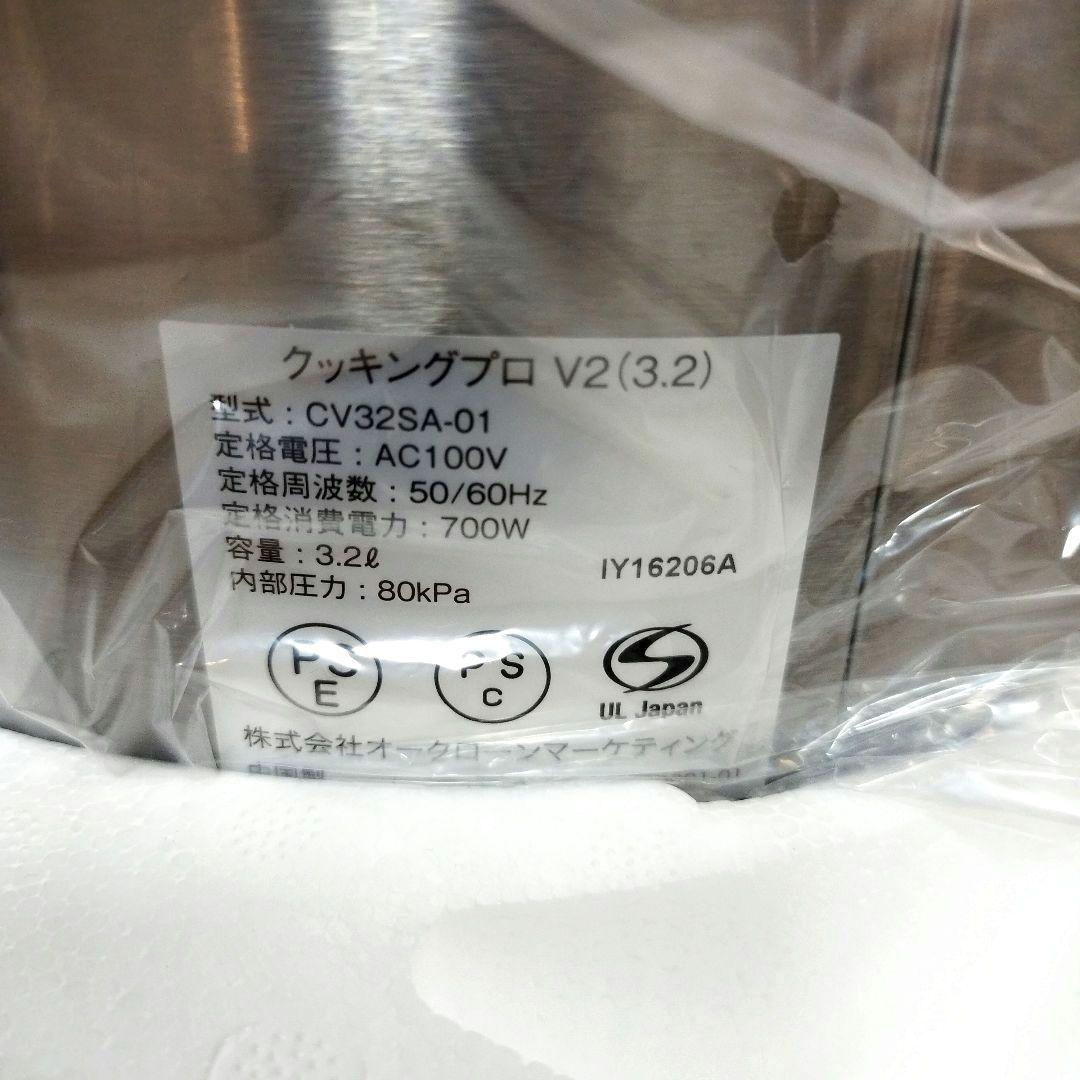 クッキングプロ V2(3.2)
型式：CV32SA-01
定格電圧：AC100V
定格周波数：50/60Hz
定格消費電力：700W
容量：3.2ℓ
IY16206A
内部圧力：80kPa
PS E
PS C
S
UL Japan
株式会社オークローンマーケティング
中国製